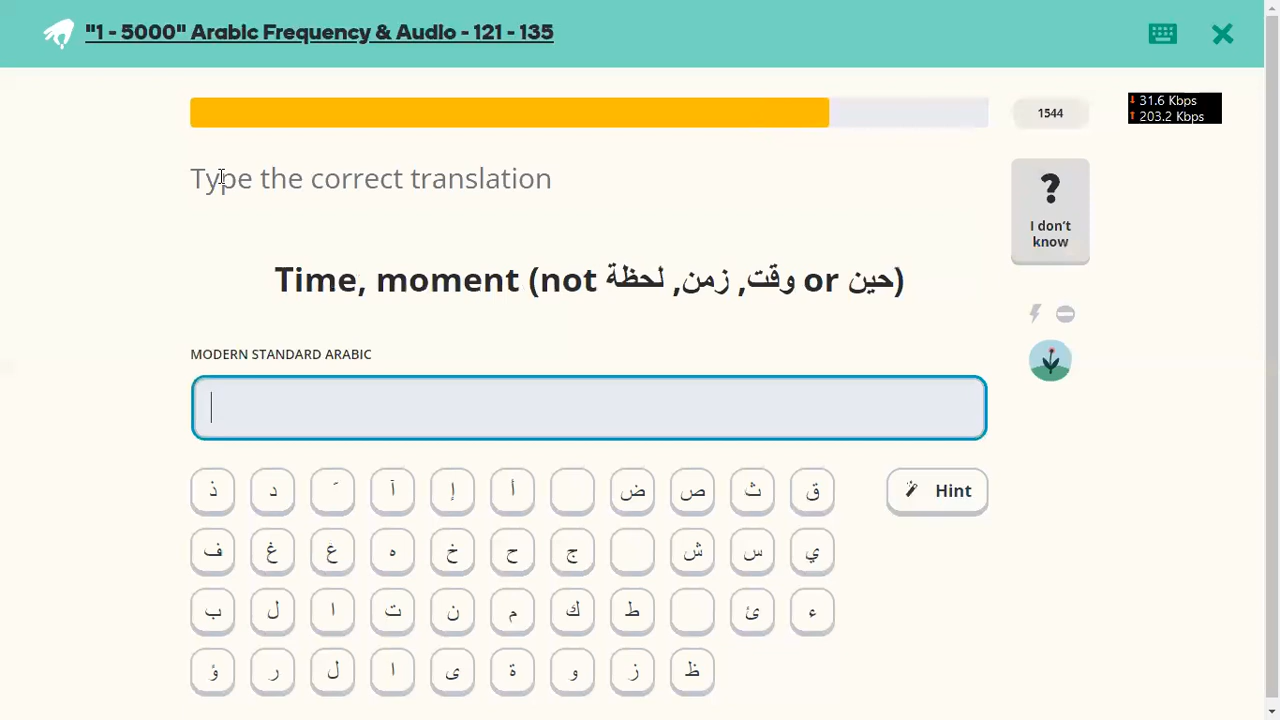 "1 - 5000" Arabic Frequency & Audio - 121 - 135
31.6 Kbps
203.2 Kbps
1544
Type the correct translation
?
I don't
know
Time, moment (not وقت, زمن, لحظة or حين)
MODERN STANDARD ARABIC
ذ د َ آ إ أ ض ص ث ق
Hint
ف غ ع ه خ ح ج ش س ي
ب ل ا ت ن م ك ط ئ ء
ؤ ر ل ا ى ة و ز ظ